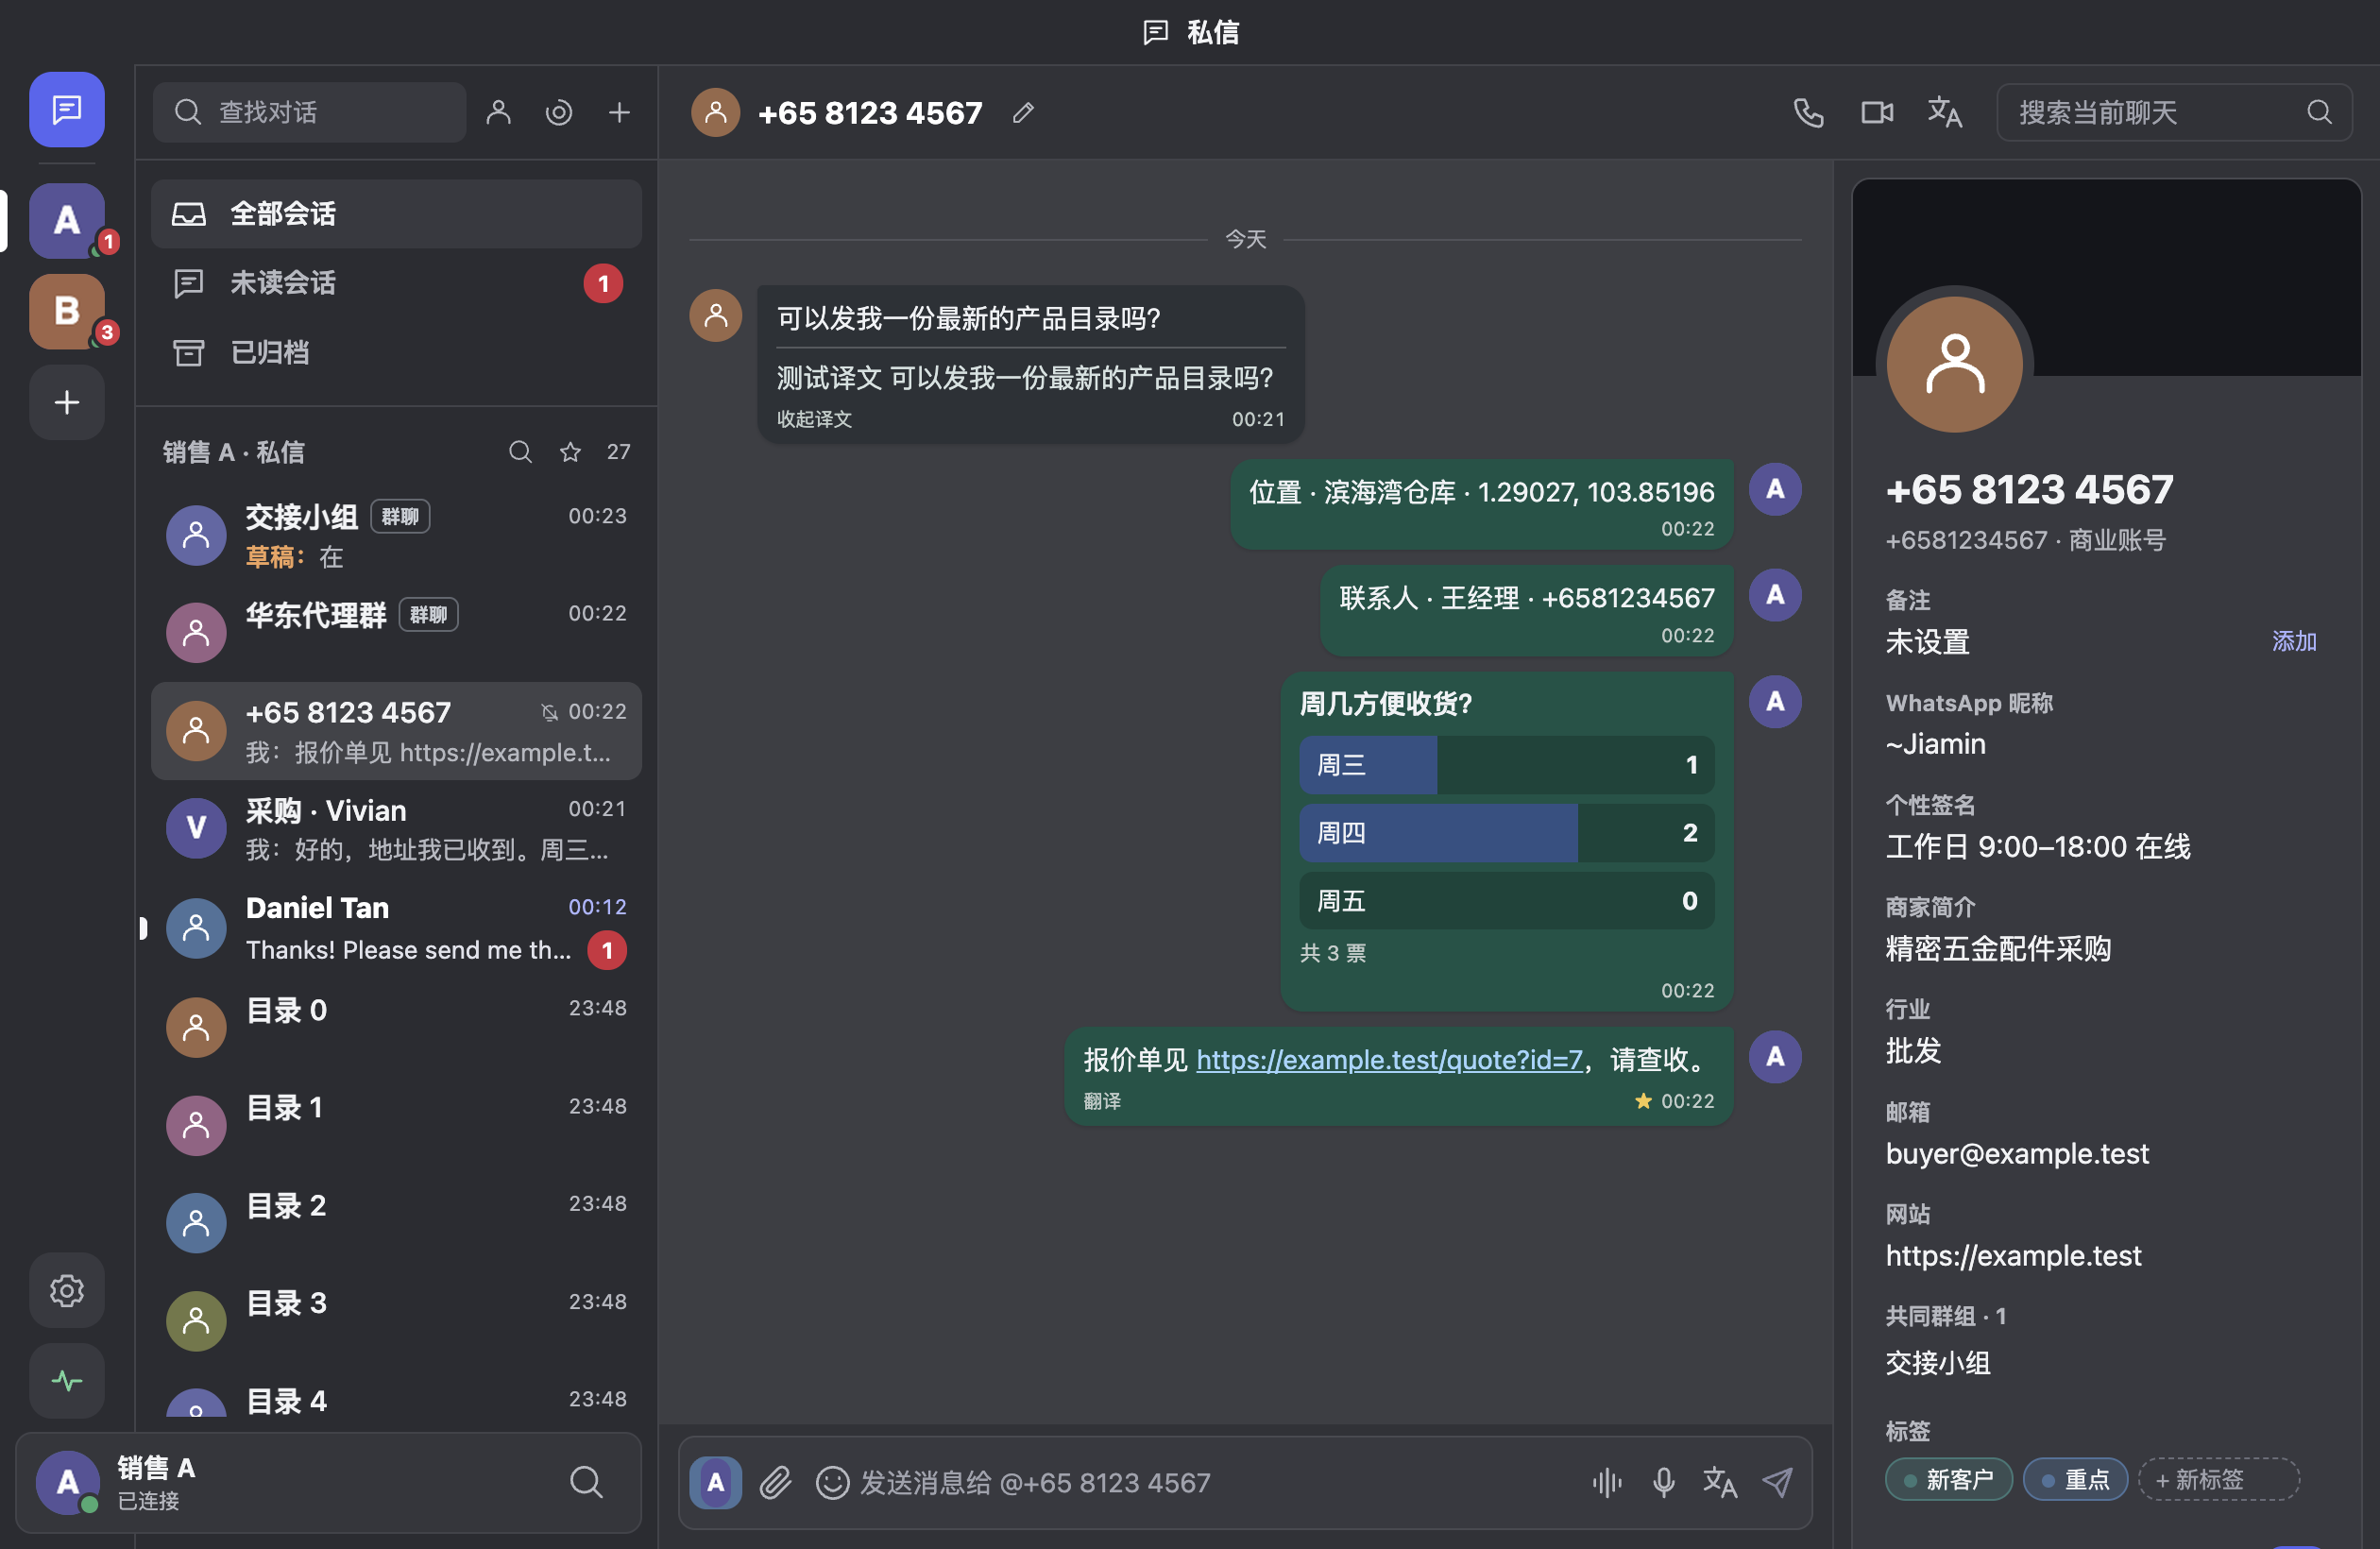 私信
A
1
B
3
查找对话
全部会话
未读会话
1
已归档
销售 A · 私信
27
交接小组 群聊 00:23
草稿：在
华东代理群 群聊 00:22
+65 8123 4567 00:22
我：报价单见 https://example.t...
V
采购 · Vivian 00:21
我：好的，地址我已收到。周三...
Daniel Tan 00:12
Thanks! Please send me th... 1
目录 0 23:48
目录 1 23:48
目录 2 23:48
目录 3 23:48
目录 4 23:48
A
销售 A
已连接
+65 8123 4567
搜索当前聊天
今天
可以发我一份最新的产品目录吗?
测试译文 可以发我一份最新的产品目录吗?
收起译文 00:21
位置 · 滨海湾仓库 · 1.29027, 103.85196
00:22
A
联系人 · 王经理 · +6581234567
00:22
A
周几方便收货?
周三 1
周四 2
周五 0
共 3 票
00:22
A
报价单见 https://example.test/quote?id=7，请查收。
翻译 00:22
A
A
发送消息给 @+65 8123 4567
+65 8123 4567
+6581234567 · 商业账号
备注
未设置 添加
WhatsApp 昵称
~Jiamin
个性签名
工作日 9:00–18:00 在线
商家简介
精密五金配件采购
行业
批发
邮箱
buyer@example.test
网站
https://example.test
共同群组 · 1
交接小组
标签
新客户 重点 + 新标签